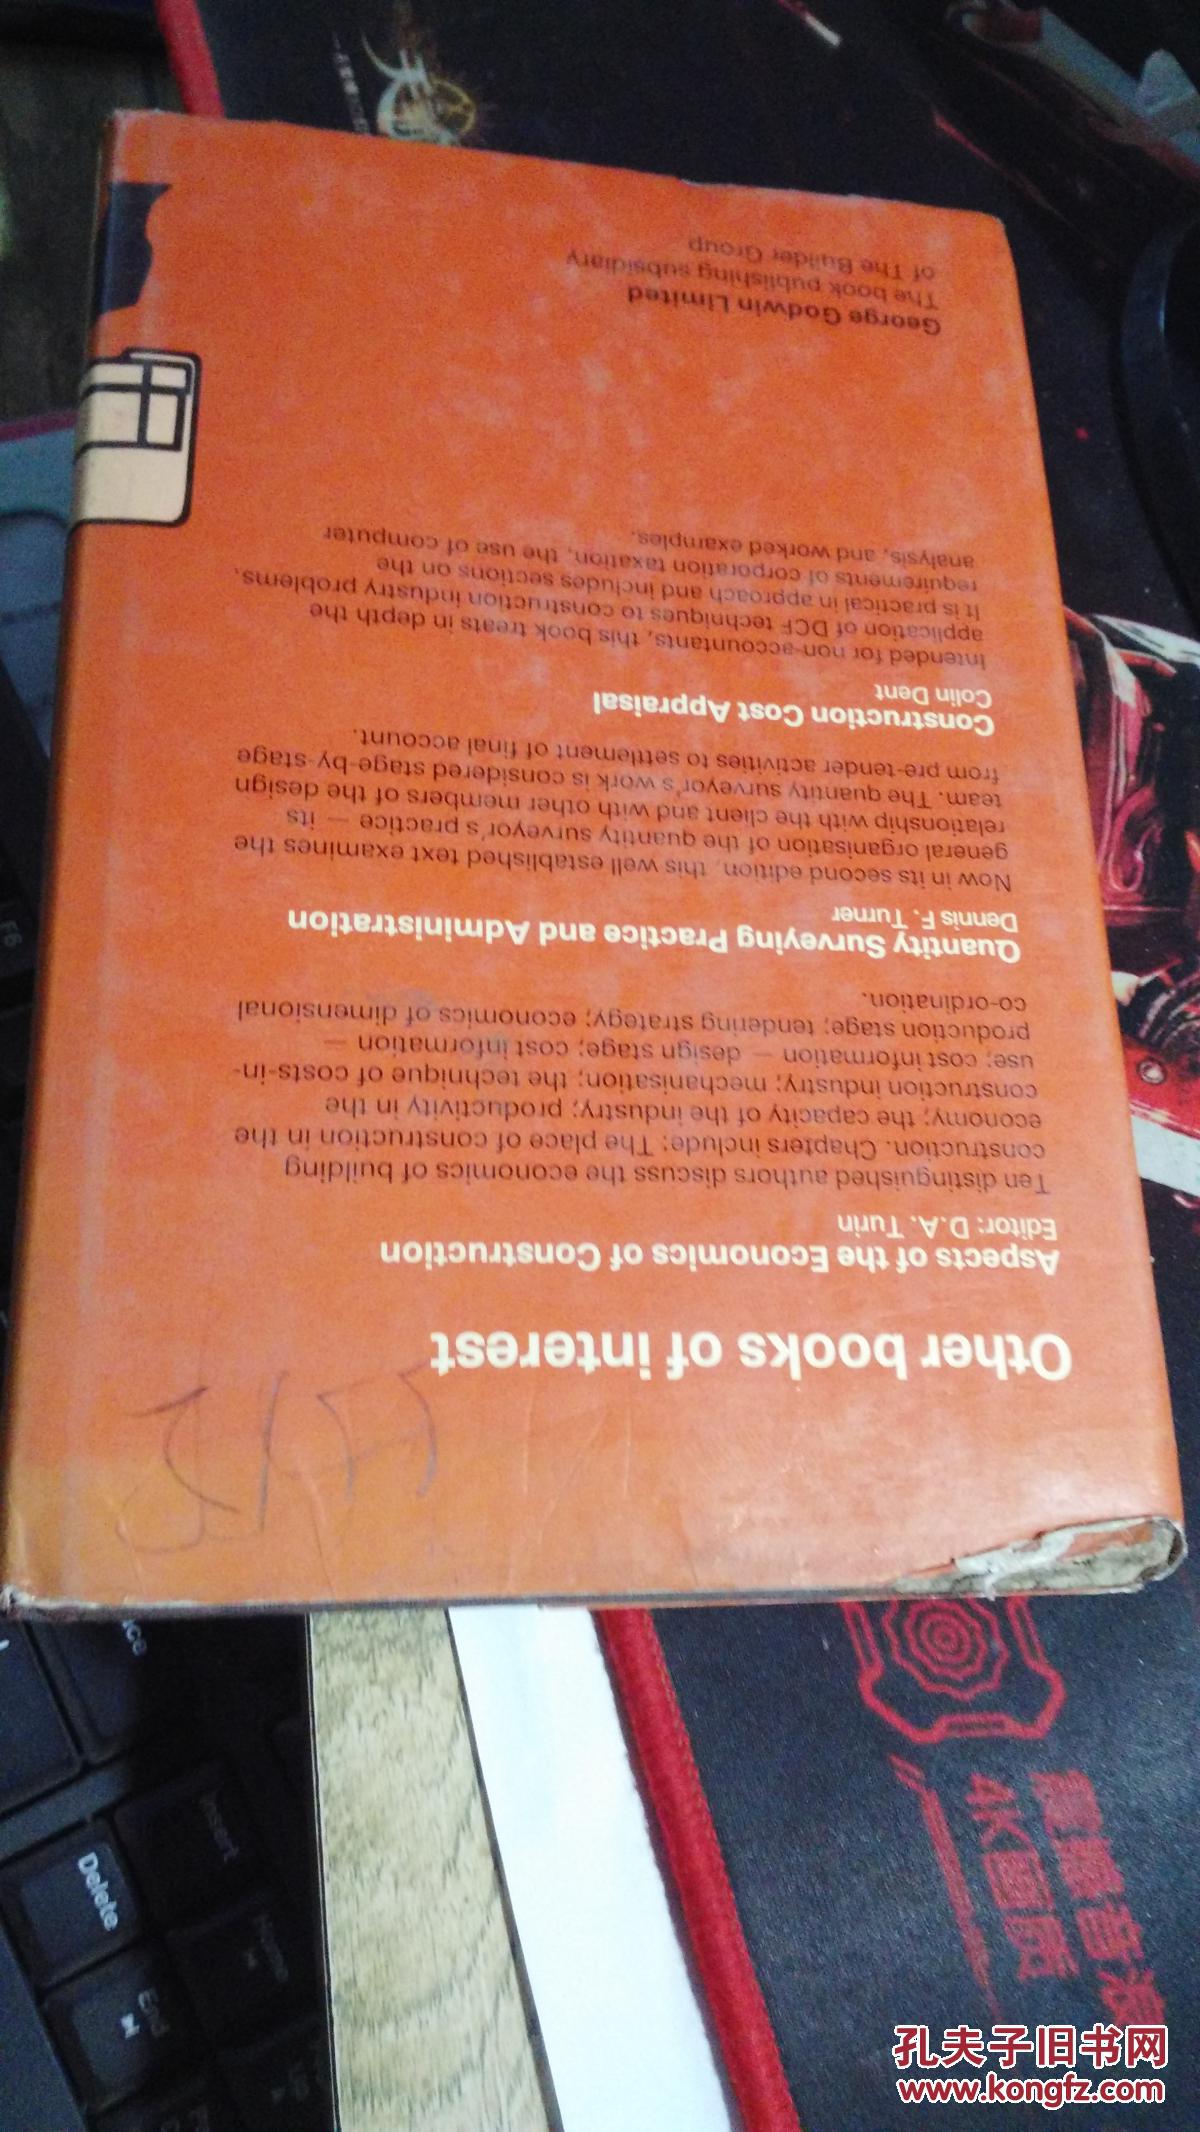 Other books of interest
Aspects of the Economics of Construction
Editor: D.A. Turin
Ten distinguished authors discuss the economics of building
construction. Chapters include: The place of construction in the
economy; the capacity of the industry; productivity in the
construction industry; mechanisation; the technique of costs-in-
use; cost information — design stage; cost information —
production stage; tendering strategy; economics of dimensional
co-ordination.
Quantity Surveying Practice and Administration
Dennis F. Turner
Now in its second edition, this well established text examines the
general organisation of the quantity surveyor's practice — its
relationship with the client and with other members of the design
team. The quantity surveyor's work is considered stage-by-stage
from pre-tender activities to settlement of final account.
Construction Cost Appraisal
Colin Dent
Intended for non-accountants, this book treats in depth the
application of DCF techniques to construction industry problems.
It is practical in approach and includes sections on the
requirements of corporation taxation, the use of computer
analysis, and worked examples.
George Godwin Limited
The book publishing subsidiary
of The Builder Group
F6
Insert
Delete
Home
End
4K画质
孔夫子旧书网
www.kongfz.com